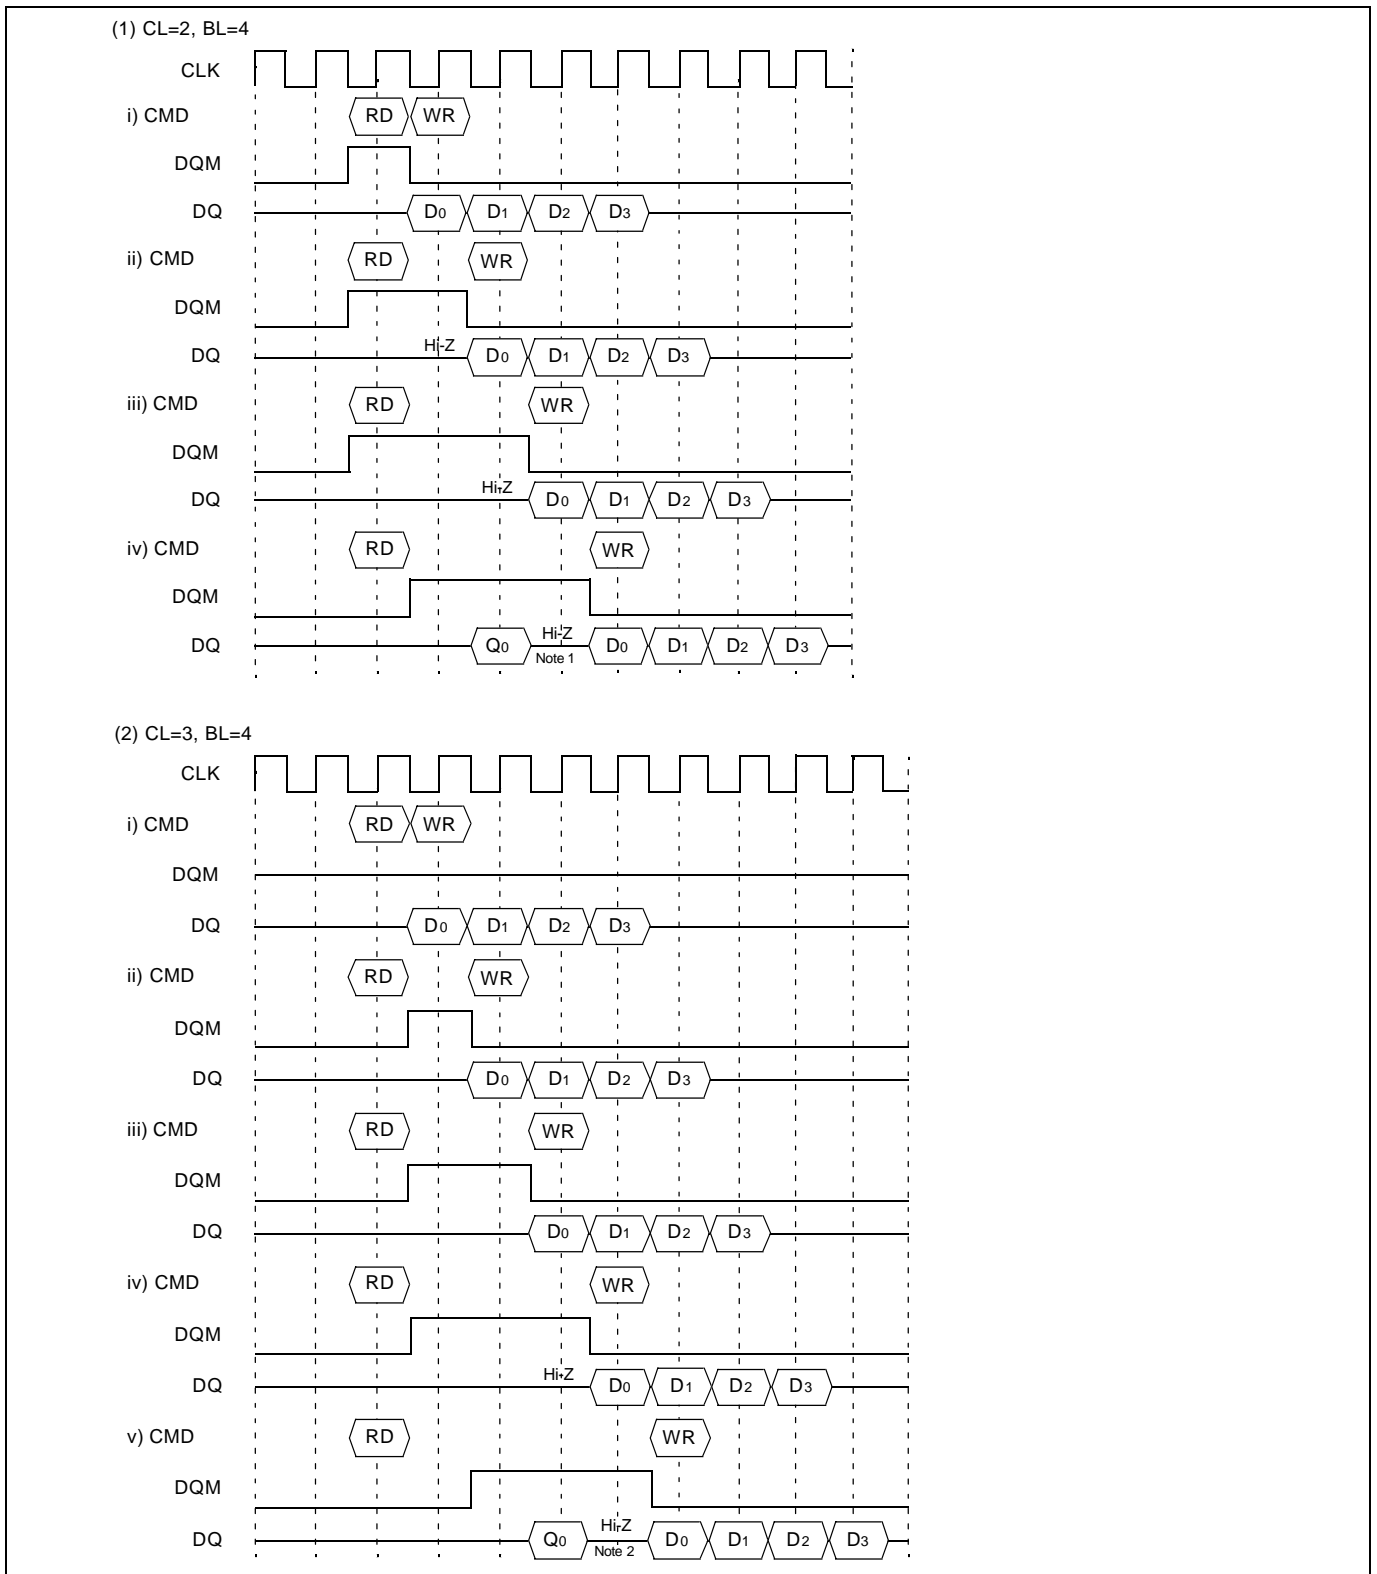 (1) CL=2, BL=4
CLK
i) CMD RD WR
DQM
DQ D0 D1 D2 D3
ii) CMD RD WR
DQM
DQ Hi-Z D0 D1 D2 D3
iii) CMD RD WR
DQM
DQ Hi-Z D0 D1 D2 D3
iv) CMD RD WR
DQM
DQ Q0 Hi-Z D0 D1 D2 D3
Note 1
(2) CL=3, BL=4
CLK
i) CMD RD WR
DQM
DQ D0 D1 D2 D3
ii) CMD RD WR
DQM
DQ D0 D1 D2 D3
iii) CMD RD WR
DQM
DQ D0 D1 D2 D3
iv) CMD RD WR
DQM
DQ Hi-Z D0 D1 D2 D3
v) CMD RD WR
DQM
DQ Q0 Hi-Z D0 D1 D2 D3
Note 2